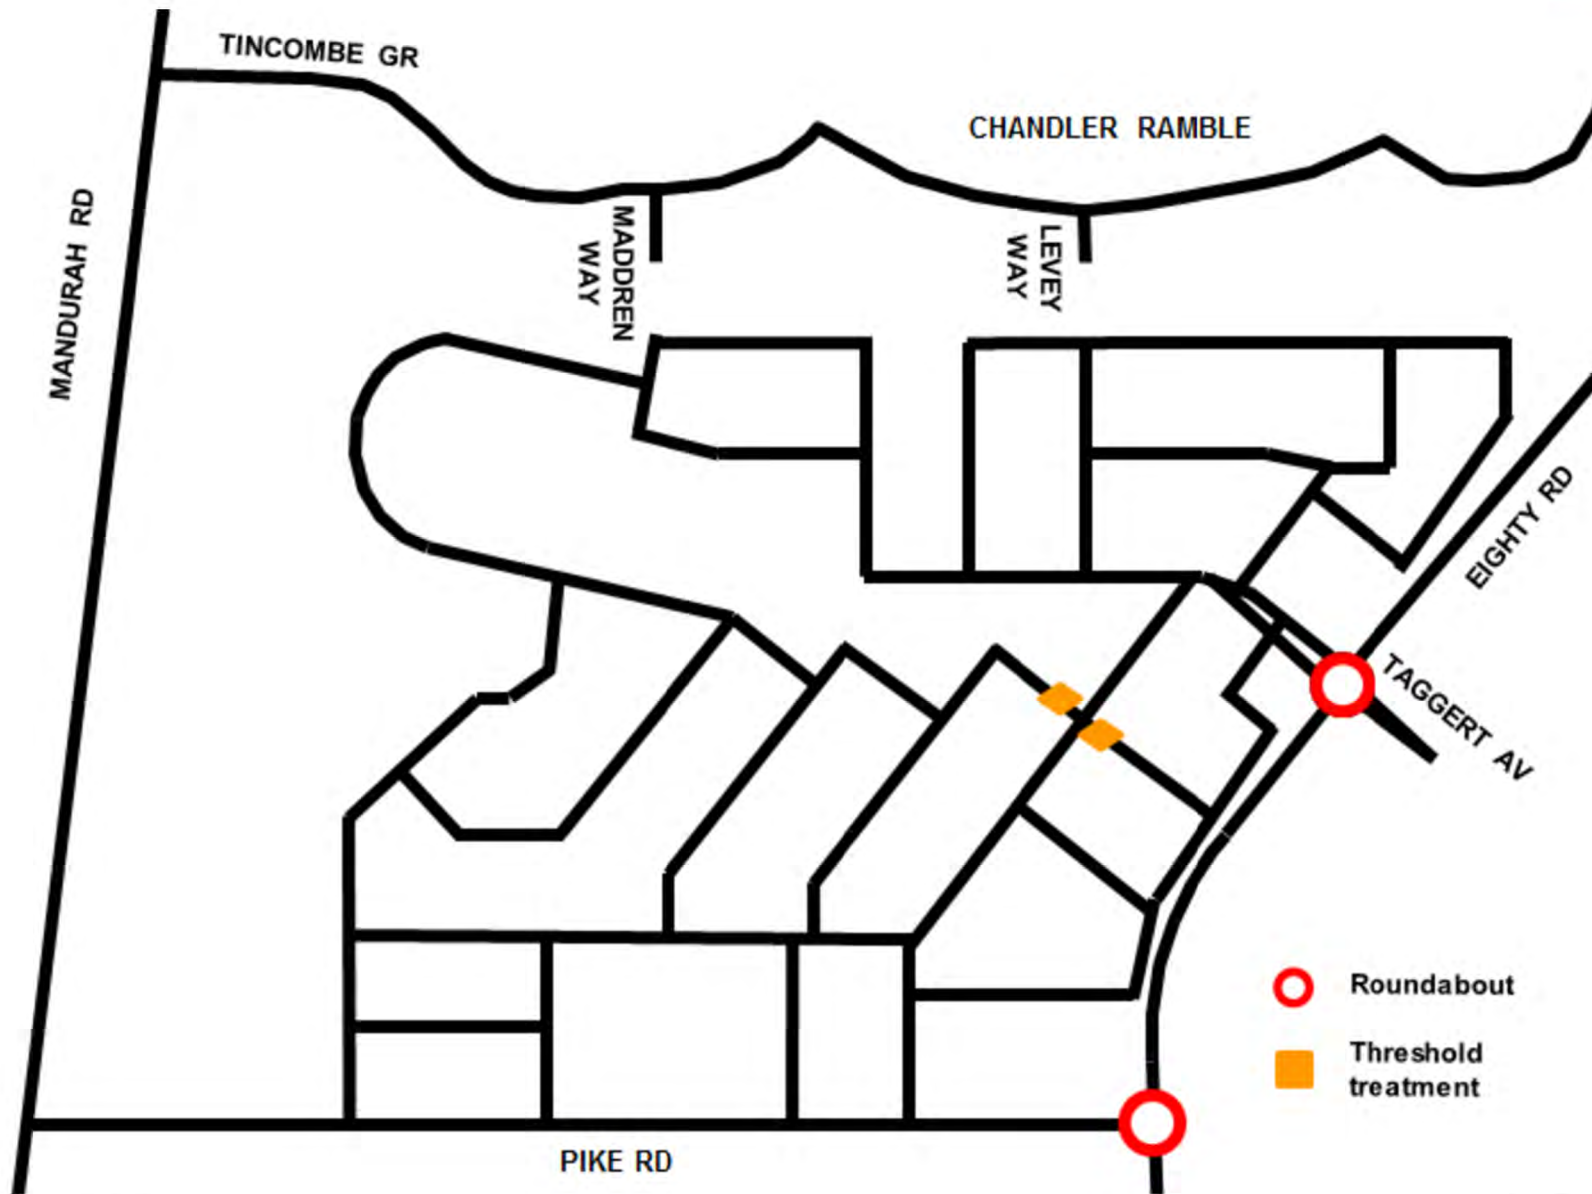 TINCOMBE GR
CHANDLER RAMBLE
MANDURAH RD
MADDREN
WAY
LEVEY
WAY
EIGHTY RD
TAGGERT AV
Roundabout
Threshold
treatment
PIKE RD